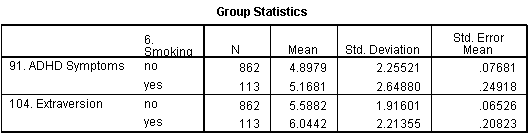 Group Statistics
6. Smoking N Mean Std. Deviation Std. Error Mean
91. ADHD Symptoms no 862 4.8979 2.25521 .07681
yes 113 5.1681 2.64880 .24918
104. Extraversion no 862 5.5882 1.91601 .06526
yes 113 6.0442 2.21355 .20823